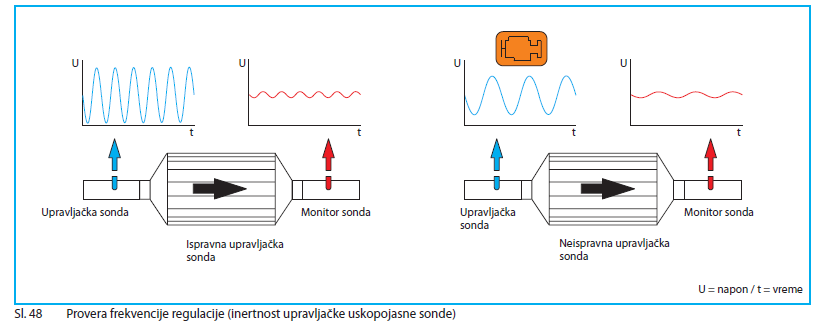 U
t
U
t
U
t
U
t
Upravljačka sonda
Monitor sonda
Ispravna upravljačka
sonda
Upravljačka
sonda
Monitor sonda
Neispravna upravljačka
sonda
U = napon / t = vreme
Sl. 48 Provera frekvencije regulacije (inertnost upravljačke uskopojasne sonde)